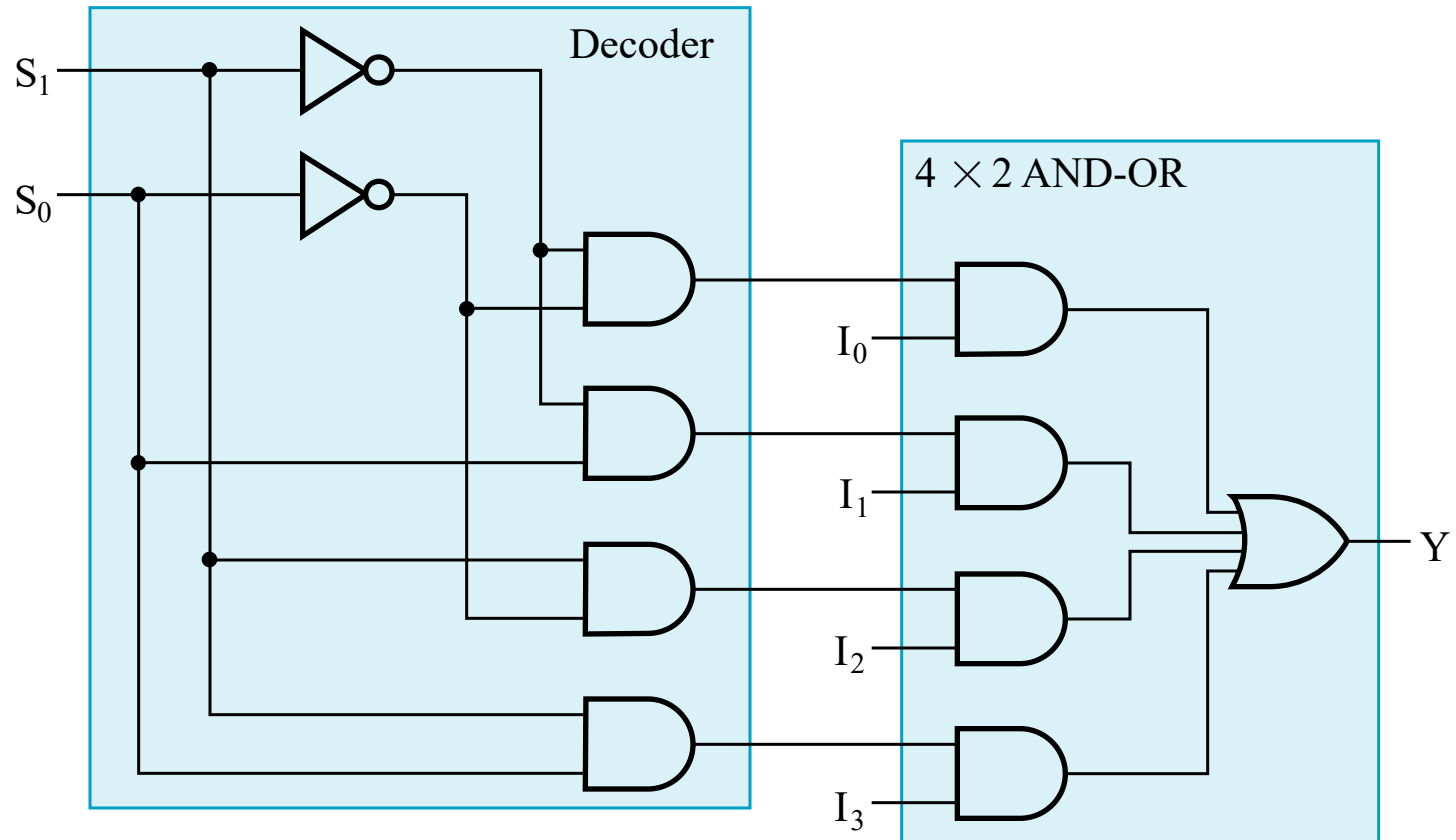 Decoder
S₁
S₀
4 × 2 AND-OR
I₀
I₁
Y
I₂
I₃